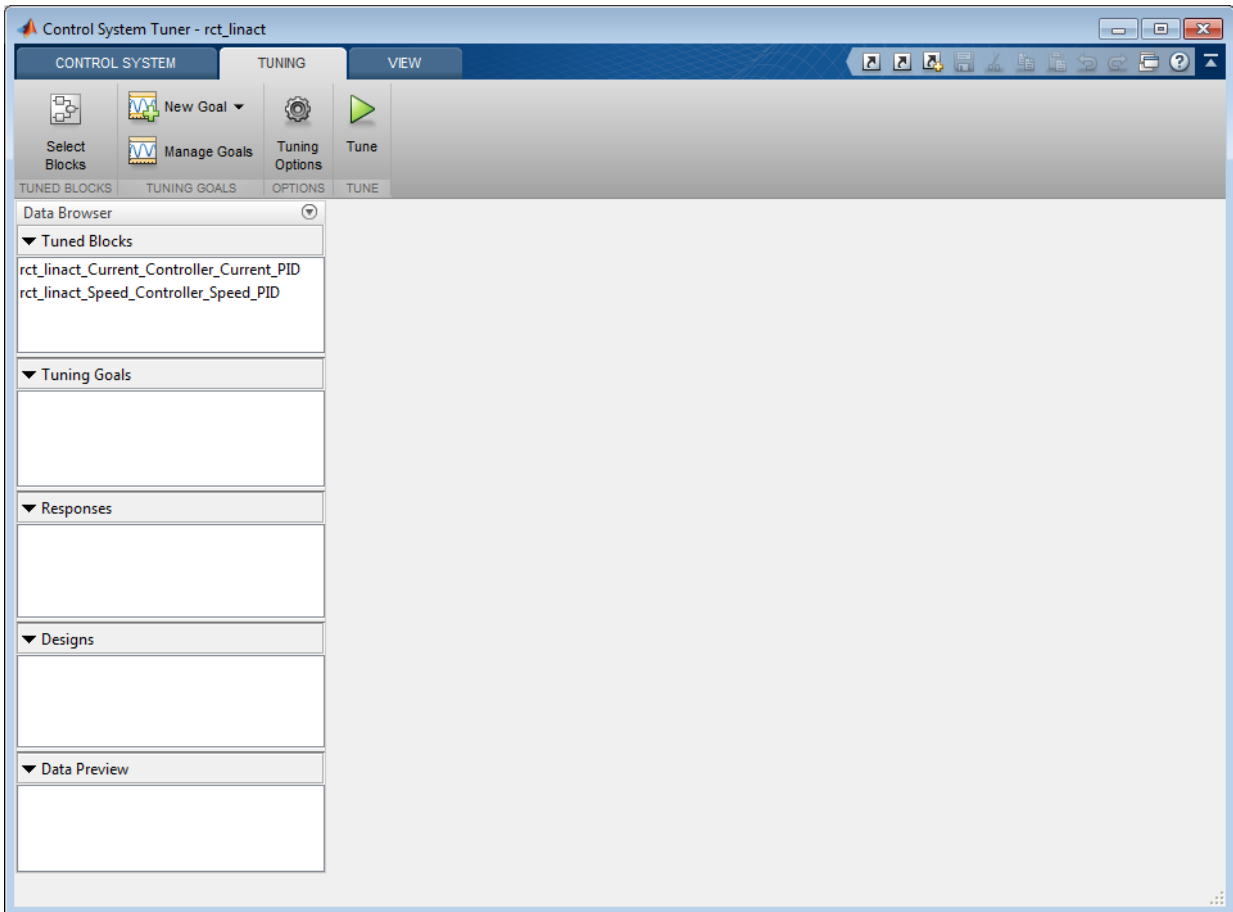 Control System Tuner - rct_linact
CONTROL SYSTEM TUNING VIEW
New Goal
Select Blocks
Manage Goals
Tuning Options
Tune
TUNED BLOCKS TUNING GOALS OPTIONS TUNE
Data Browser
Tuned Blocks
rct_linact_Current_Controller_Current_PID
rct_linact_Speed_Controller_Speed_PID
Tuning Goals
Responses
Designs
Data Preview